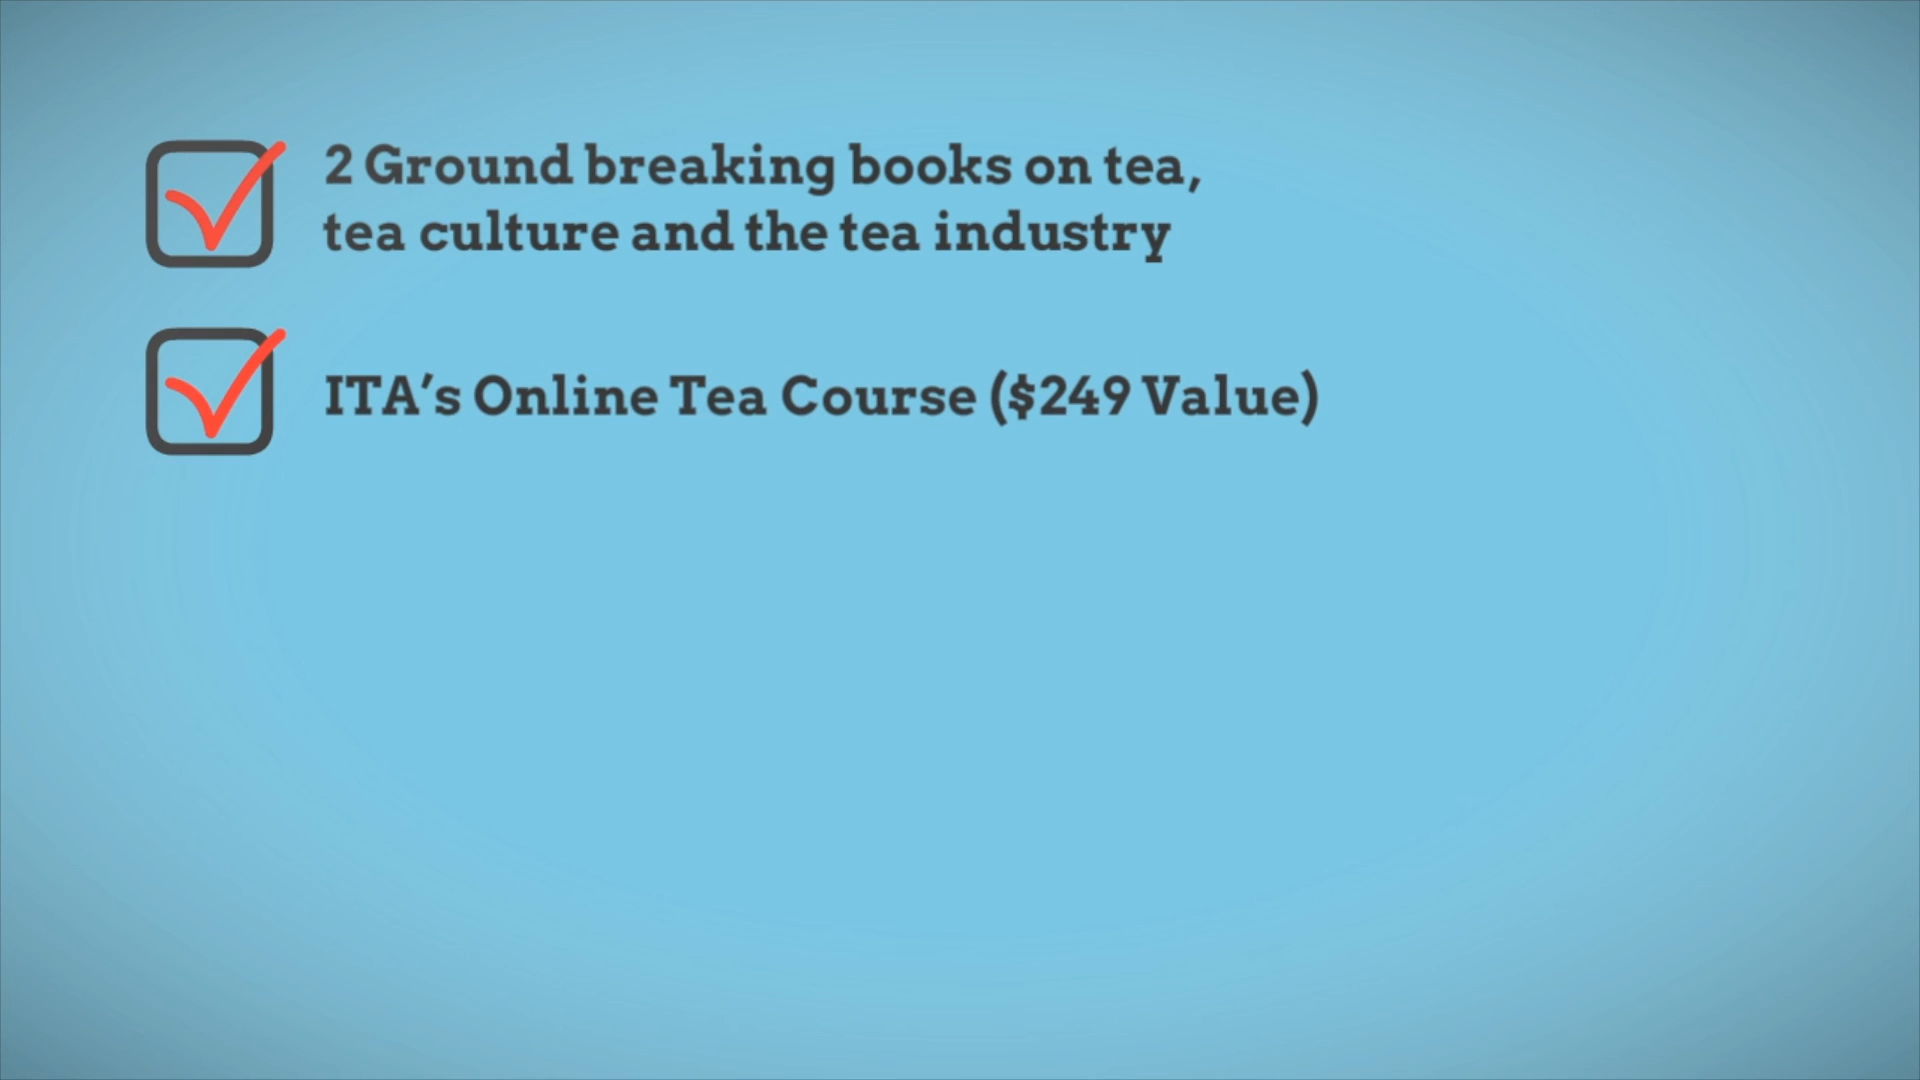 2 Ground breaking books on tea,
tea culture and the tea industry
ITA’s Online Tea Course ($249 Value)